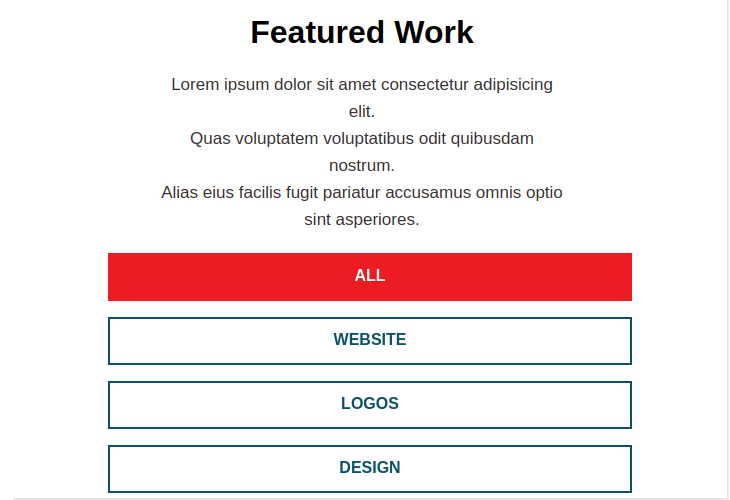 Featured Work
Lorem ipsum dolor sit amet consectetur adipisicing
elit.
Quas voluptatem voluptatibus odit quibusdam
nostrum.
Alias eius facilis fugit pariatur accusamus omnis optio
sint asperiores.
ALL
WEBSITE
LOGOS
DESIGN